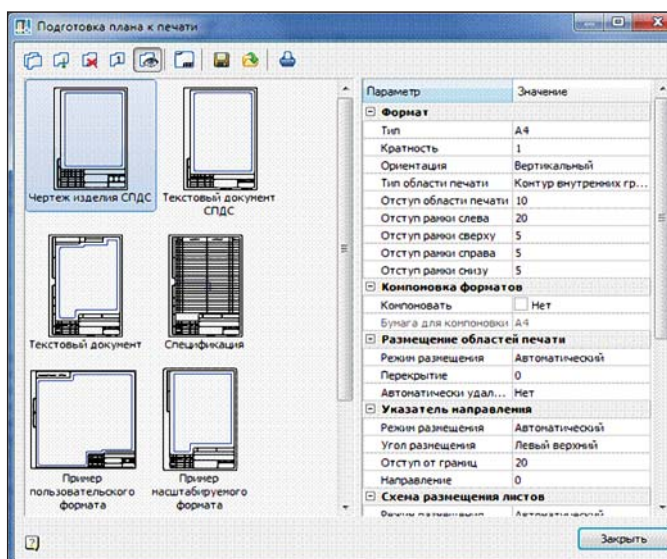 Подготовка плана к печати
Чертеж изделия СПДС
Текстовый документ СПДС
Текстовый документ
Спецификация
Пример пользовательского формата
Пример масштабируемого формата
Параметр Значение
Формат
Тип A4
Кратность 1
Ориентация Вертикальный
Тип области печати Контур внутренних гр...
Отступ области печати 10
Отступ рамки слева 20
Отступ рамки сверху 5
Отступ рамки справа 5
Отступ рамки снизу 5
Компоновка форматов
Компоновать Нет
Бумага для компоновки A4
Размещение областей печати
Режим размещения Автоматический
Перекрытие 0
Автоматически удал... Нет
Указатель направления
Режим размещения Автоматический
Угол размещения Левый верхний
Отступ от границ 20
Направление 0
Схема размещения листов
Режим размещения Автоматический
Закрыть